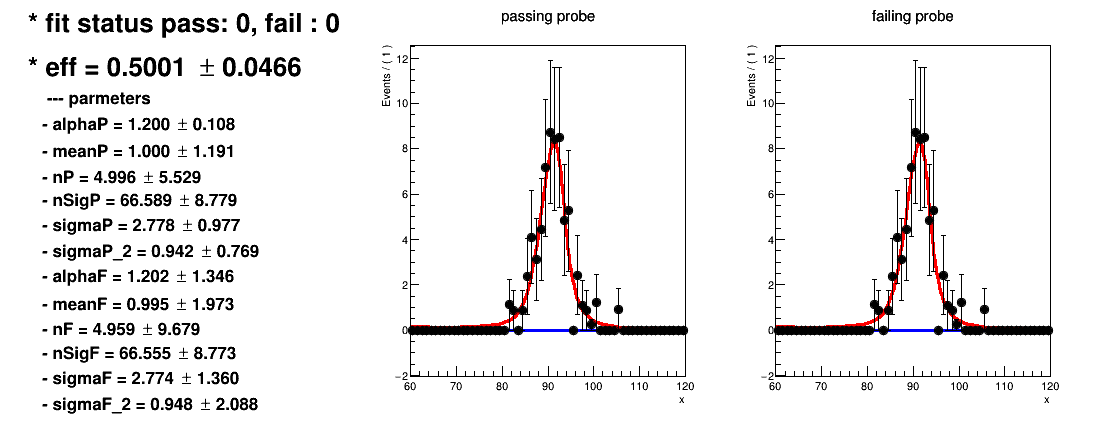 * fit status pass: 0, fail : 0
* eff = 0.5001 ± 0.0466
--- parmeters
- alphaP = 1.200 ± 0.108
- meanP = 1.000 ± 1.191
- nP = 4.996 ± 5.529
- nSigP = 66.589 ± 8.779
- sigmaP = 2.778 ± 0.977
- sigmaP_2 = 0.942 ± 0.769
- alphaF = 1.202 ± 1.346
- meanF = 0.995 ± 1.973
- nF = 4.959 ± 9.679
- nSigF = 66.555 ± 8.773
- sigmaF = 2.774 ± 1.360
- sigmaF_2 = 0.948 ± 2.088
passing probe
Events / ( 1 )
12
10
8
6
4
2
0
−2
60 70 80 90 100 110 120
x
failing probe
Events / ( 1 )
12
10
8
6
4
2
0
−2
60 70 80 90 100 110 120
x